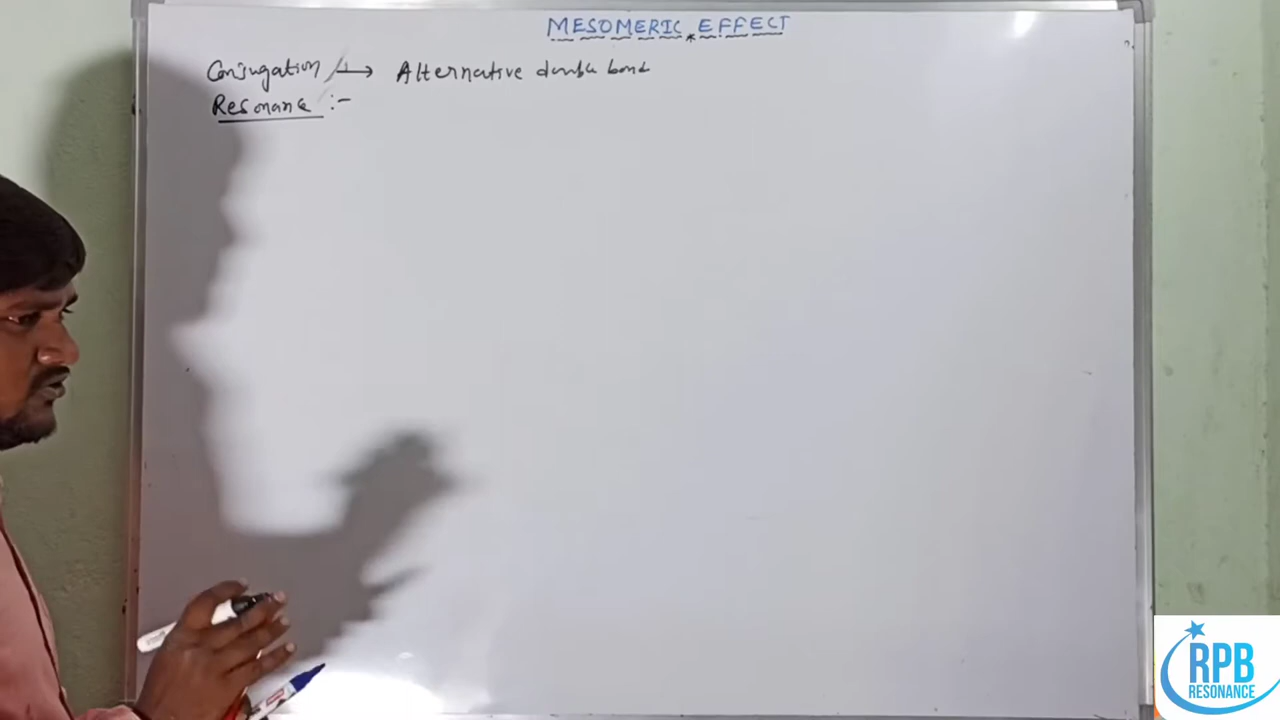 MESOMERIC EFFECT
Conjugation → Alternative double bond
Resonance :-
RPB
RESONANCE